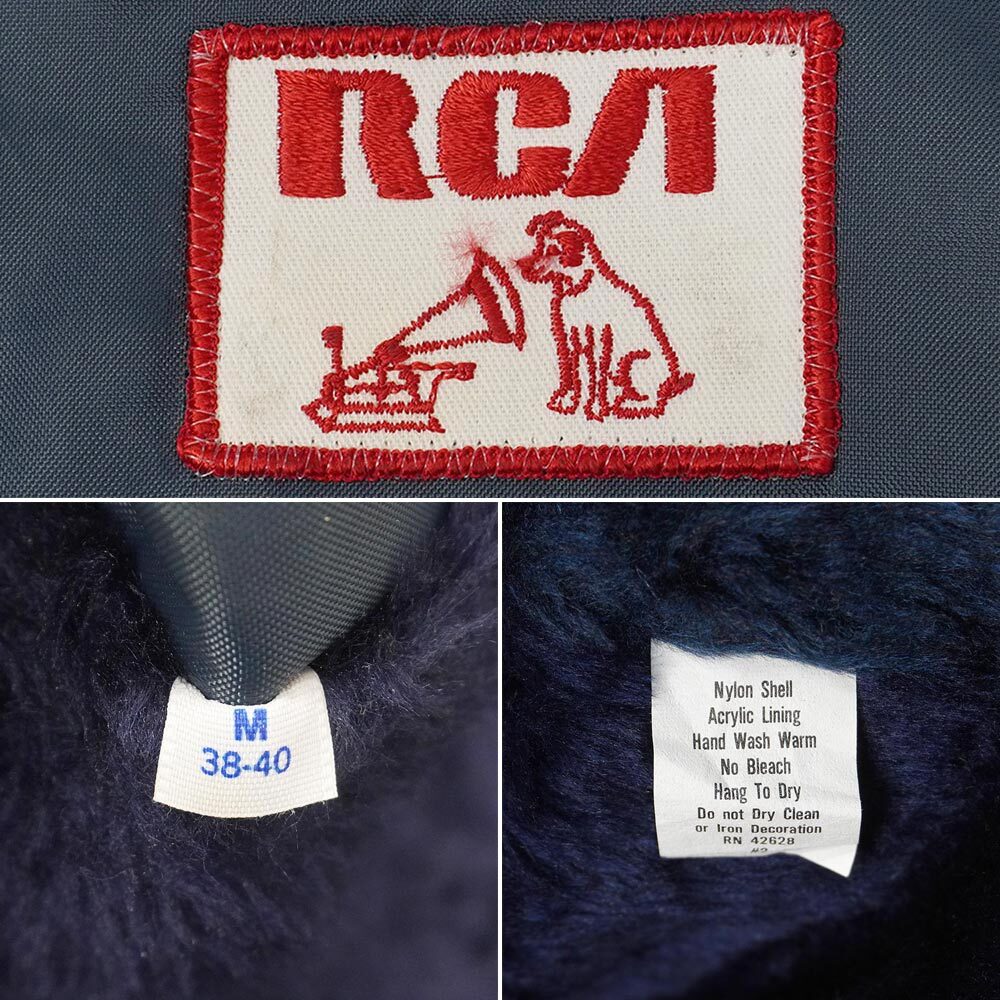 RCA
M
38-40
Nylon Shell
Acrylic Lining
Hand Wash Warm
No Bleach
Hang To Dry
Do not Dry Clean
or Iron Decoration
RN 42628